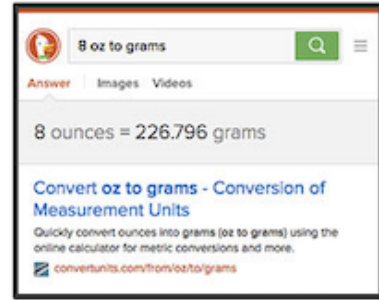 8 oz to grams
Answer Images Videos
8 ounces = 226.796 grams
Convert oz to grams - Conversion of
Measurement Units
Quickly convert ounces into grams (oz to grams) using the
online calculator for metric conversions and more.
convertunits.com/from/oz/to/grams